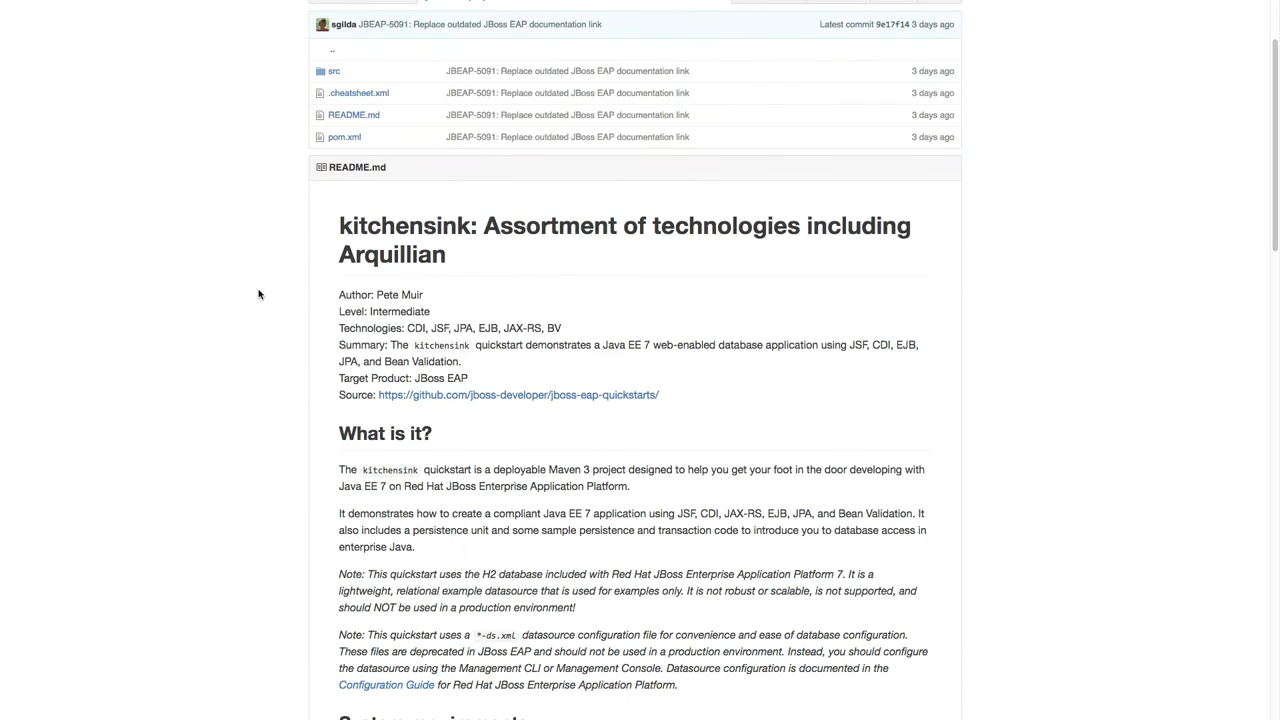 sgilda JBEAP-5091: Replace outdated JBoss EAP documentation link Latest commit 9e17f14 3 days ago
..
src JBEAP-5091: Replace outdated JBoss EAP documentation link 3 days ago
.cheatsheet.xml JBEAP-5091: Replace outdated JBoss EAP documentation link 3 days ago
README.md JBEAP-5091: Replace outdated JBoss EAP documentation link 3 days ago
pom.xml JBEAP-5091: Replace outdated JBoss EAP documentation link 3 days ago
README.md
kitchensink: Assortment of technologies including
Arquillian
Author: Pete Muir
Level: Intermediate
Technologies: CDI, JSF, JPA, EJB, JAX-RS, BV
Summary: The kitchensink quickstart demonstrates a Java EE 7 web-enabled database application using JSF, CDI, EJB,
JPA, and Bean Validation.
Target Product: JBoss EAP
Source: https://github.com/jboss-developer/jboss-eap-quickstarts/
What is it?
The kitchensink quickstart is a deployable Maven 3 project designed to help you get your foot in the door developing with
Java EE 7 on Red Hat JBoss Enterprise Application Platform.
It demonstrates how to create a compliant Java EE 7 application using JSF, CDI, JAX-RS, EJB, JPA, and Bean Validation. It
also includes a persistence unit and some sample persistence and transaction code to introduce you to database access in
enterprise Java.
Note: This quickstart uses the H2 database included with Red Hat JBoss Enterprise Application Platform 7. It is a
lightweight, relational example datasource that is used for examples only. It is not robust or scalable, is not supported, and
should NOT be used in a production environment!
Note: This quickstart uses a *-ds.xml datasource configuration file for convenience and ease of database configuration.
These files are deprecated in JBoss EAP and should not be used in a production environment. Instead, you should configure
the datasource using the Management CLI or Management Console. Datasource configuration is documented in the
Configuration Guide for Red Hat JBoss Enterprise Application Platform.